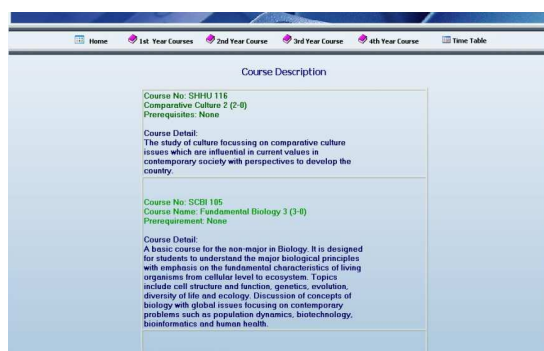 Home 1st Year Courses 2nd Year Course 3rd Year Course 4th Year Course Time Table
Course Description
Course No: SHHU 116
Comparative Culture 2 (2-0)
Prerequisites: None
Course Detail:
The study of culture focussing on comparative culture
issues which are influential in current values in
contemporary society with perspectives to develop the
country.
Course No: SCBI 105
Course Name: Fundamental Biology 3 (3-0)
Prerequirement: None
Course Detail:
A basic course for the non-major in Biology. It is designed
for students to understand the major biological principles
with emphasis on the fundamental characteristics of living
organisms from cellular level to ecosystem. Topics
include cell structure and function, genetics, evolution,
diversity of life and ecology. Discussion of concepts of
biology with global issues focusing on contemporary
problems such as population dynamics, biotechnology,
bioinformatics and human health.